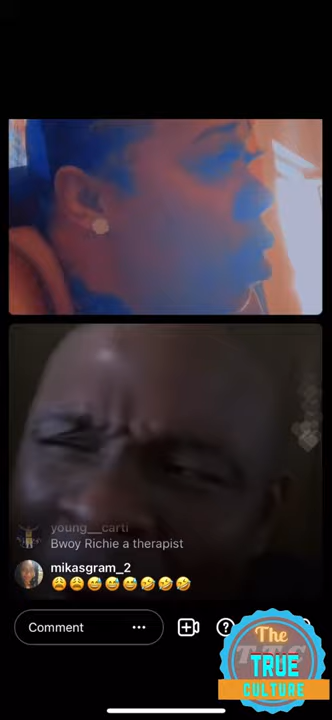 young__carti
Bwoy Richie a therapist
mikasgram_2
😩😩😅😅😅🤣🤣🤣
Comment
The
TRUE
CULTURE